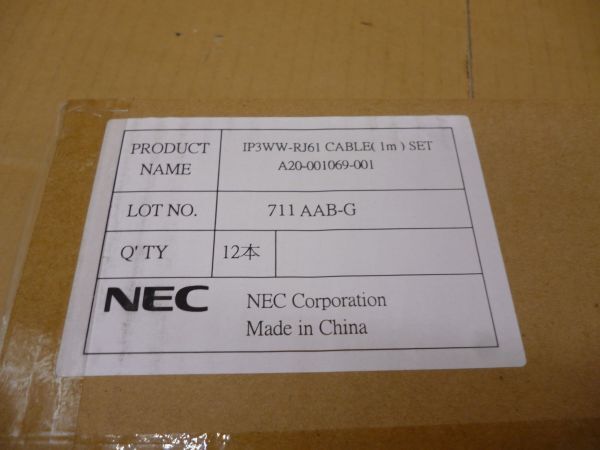 PRODUCT NAME
IP3WW-RJ61 CABLE( 1m ) SET
A20-001069-001
LOT NO. 711 AAB-G
Q' TY 12本
NEC NEC Corporation
Made in China